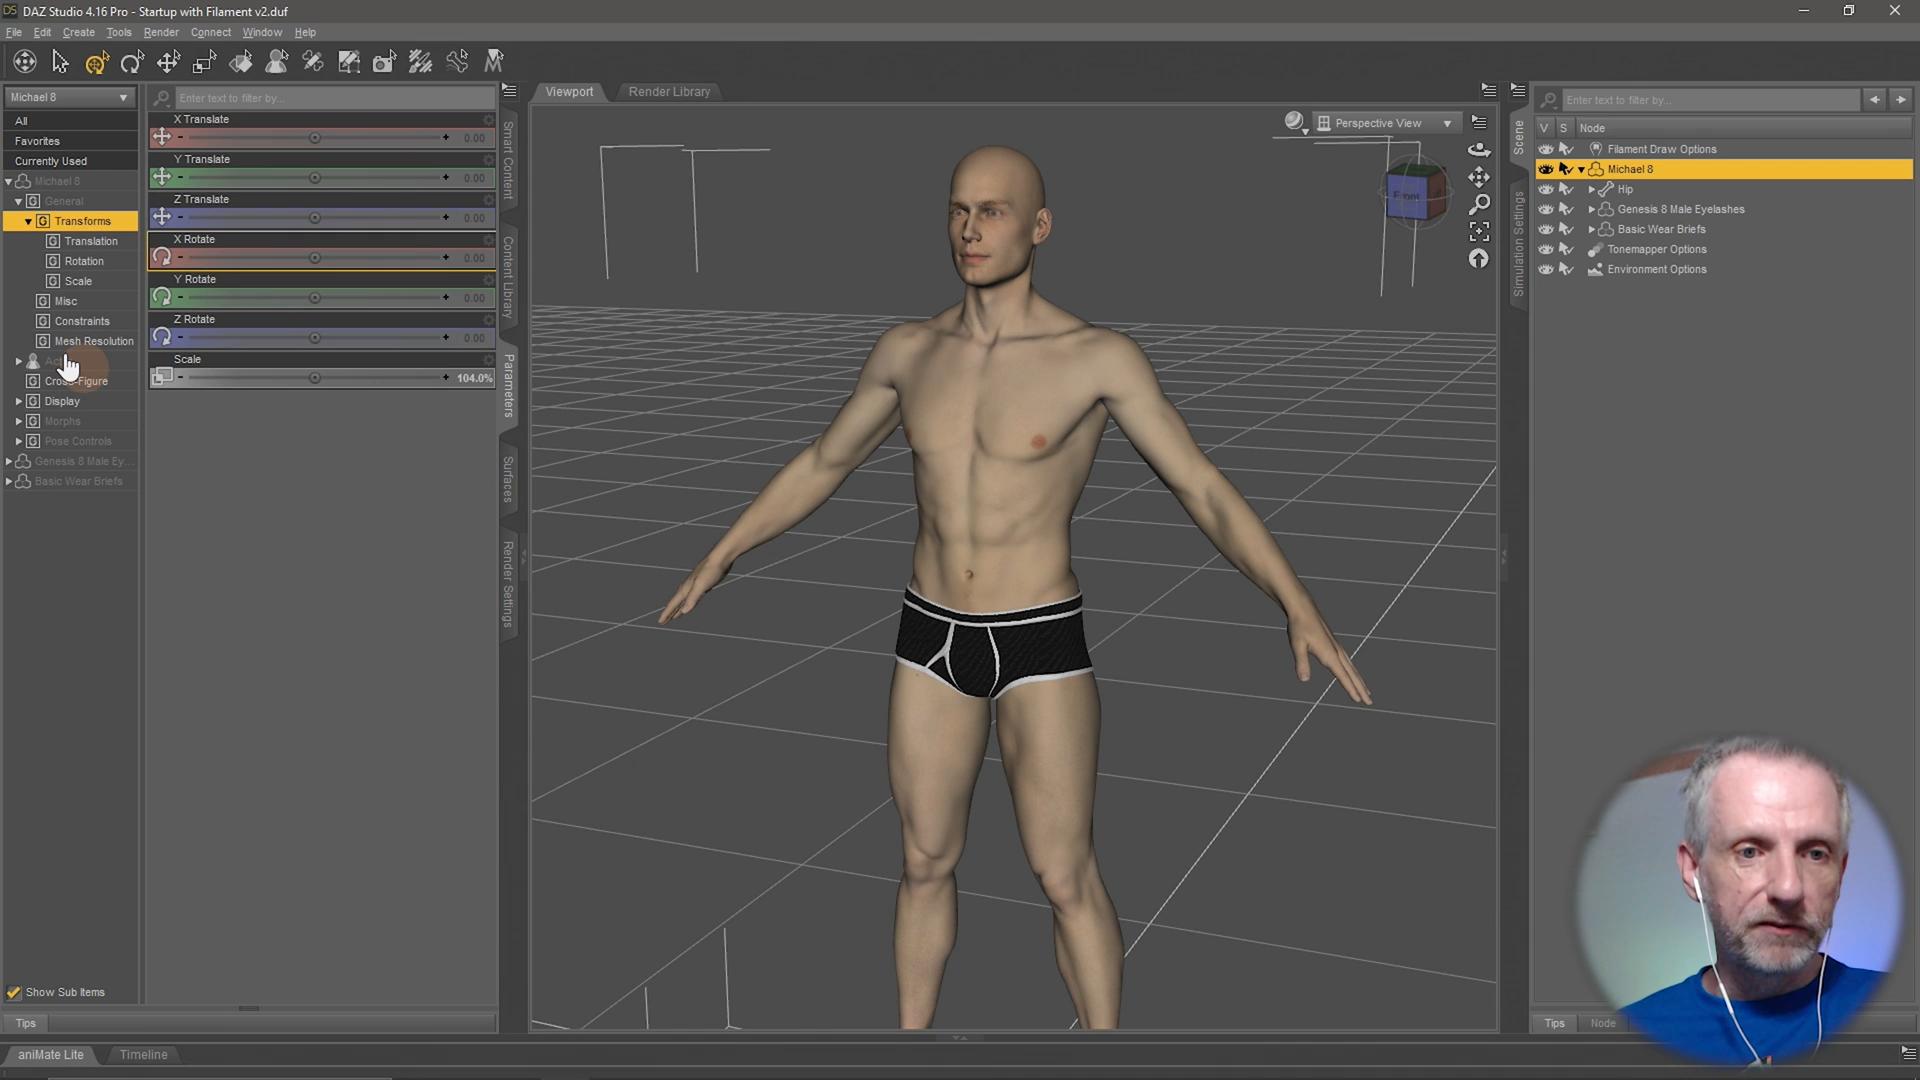 DS DAZ Studio 4.16 Pro - Startup with Filament v2.duf
File Edit Create Tools Render Connect Window Help
Michael 8
All
Favorites
Currently Used
Michael 8
General
Transforms
Translation
Rotation
Scale
Misc
Constraints
Mesh Resolution
Cross-Figure
Display
Morphs
Pose Controls
Genesis 8 Male Ey...
Basic Wear Briefs
Show Sub Items
Tips
Enter text to filter by...
X Translate
0.00
Y Translate
0.00
Z Translate
0.00
X Rotate
0.00
Y Rotate
0.00
Z Rotate
0.00
Scale
104.0%
Smart Content
Content Library
Parameters
Surfaces
Render Settings
Viewport
Render Library
Perspective View
Front
Scene
Simulation Settings
Enter text to filter by...
V S Node
Filament Draw Options
Michael 8
Hip
Genesis 8 Male Eyelashes
Basic Wear Briefs
Tonemapper Options
Environment Options
Tips Node
aniMate Lite Timeline